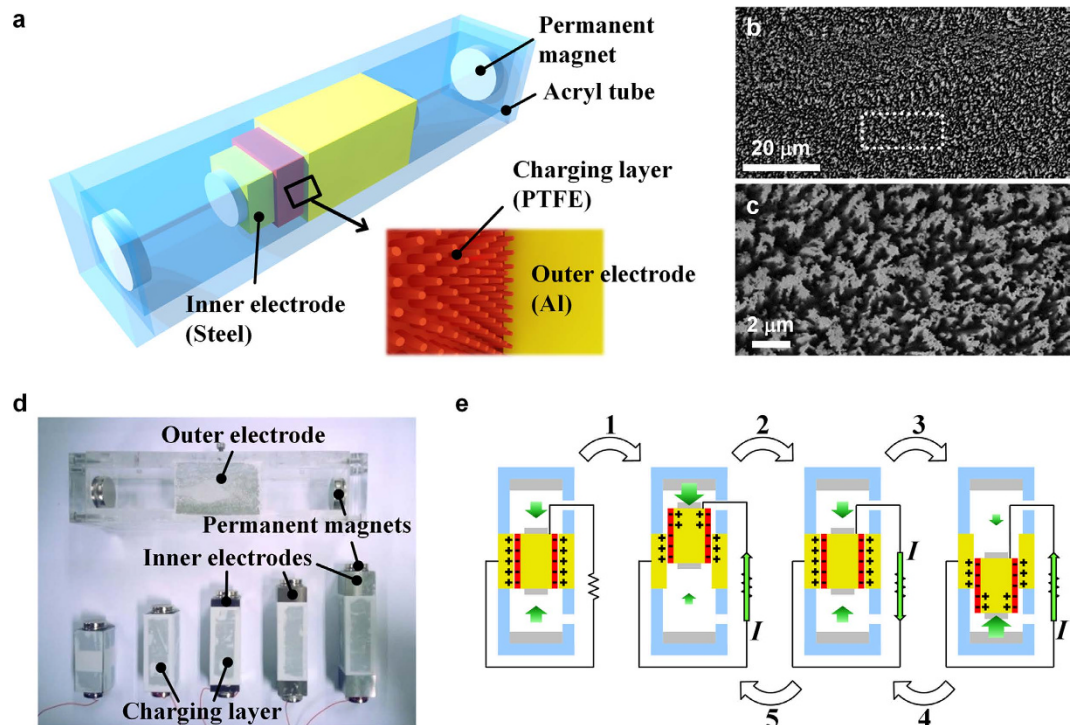 a
Permanent
magnet
Acryl tube
Charging layer
(PTFE)
Outer electrode
(Al)
Inner electrode
(Steel)
b
20 μm
c
2 μm
d
Outer electrode
Permanent magnets
Inner electrodes
Charging layer
e
1
2
3
I
I
I
5
4